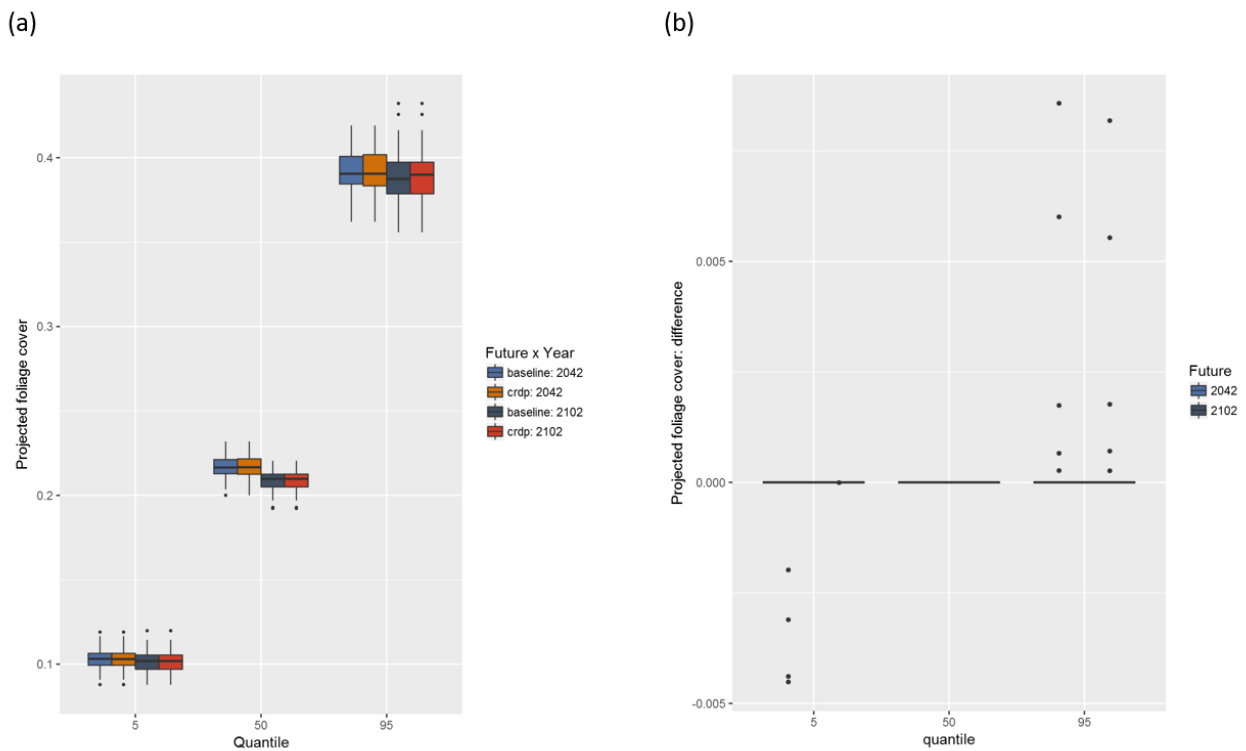 (a)
(b)
Projected foliage cover
0.4
0.3
0.2
0.1
5
50
95
Quantile
Future x Year
baseline: 2042
crdp: 2042
baseline: 2102
crdp: 2102
Projected foliage cover: difference
0.005
0.000
-0.005
5
50
95
quantile
Future
2042
2102